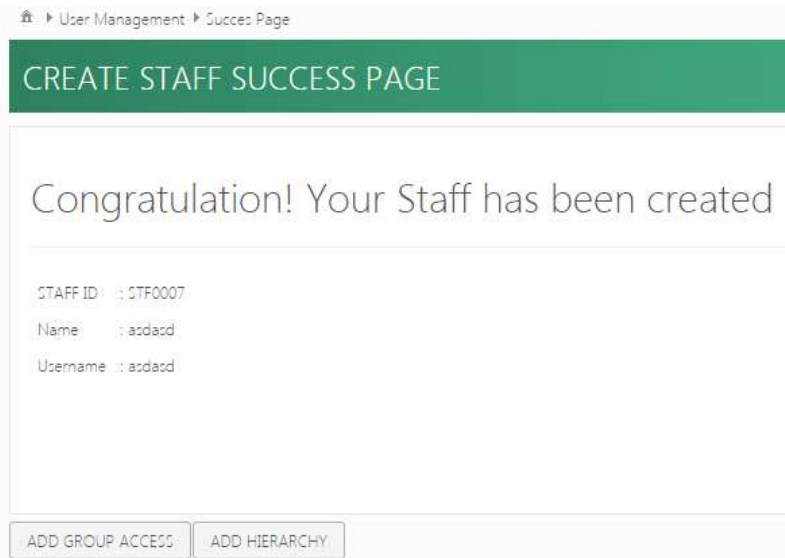 User Management Succes Page
CREATE STAFF SUCCESS PAGE
Congratulation! Your Staff has been created
STAFF ID : STF0007
Name : asdasd
Username : asdasd
ADD GROUP ACCESS ADD HIERARCHY